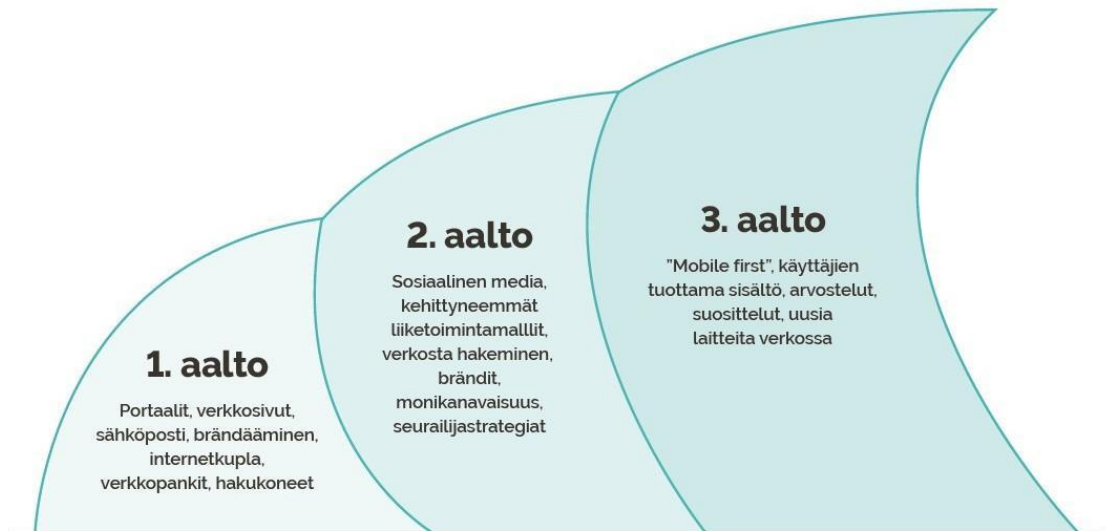 1. aalto
Portaalit, verkkosivut,
sähköposti, brändääminen,
internetkupla,
verkkopankit, hakukoneet
2. aalto
Sosiaalinen media,
kehittyneemmät
liiketoimintamalllit,
verkosta hakeminen,
brändit,
monikanavaisuus,
seurailijastrategiat
3. aalto
”Mobile first”, käyttäjien
tuottama sisältö, arvostelut,
suosittelut, uusia
laitteita verkossa